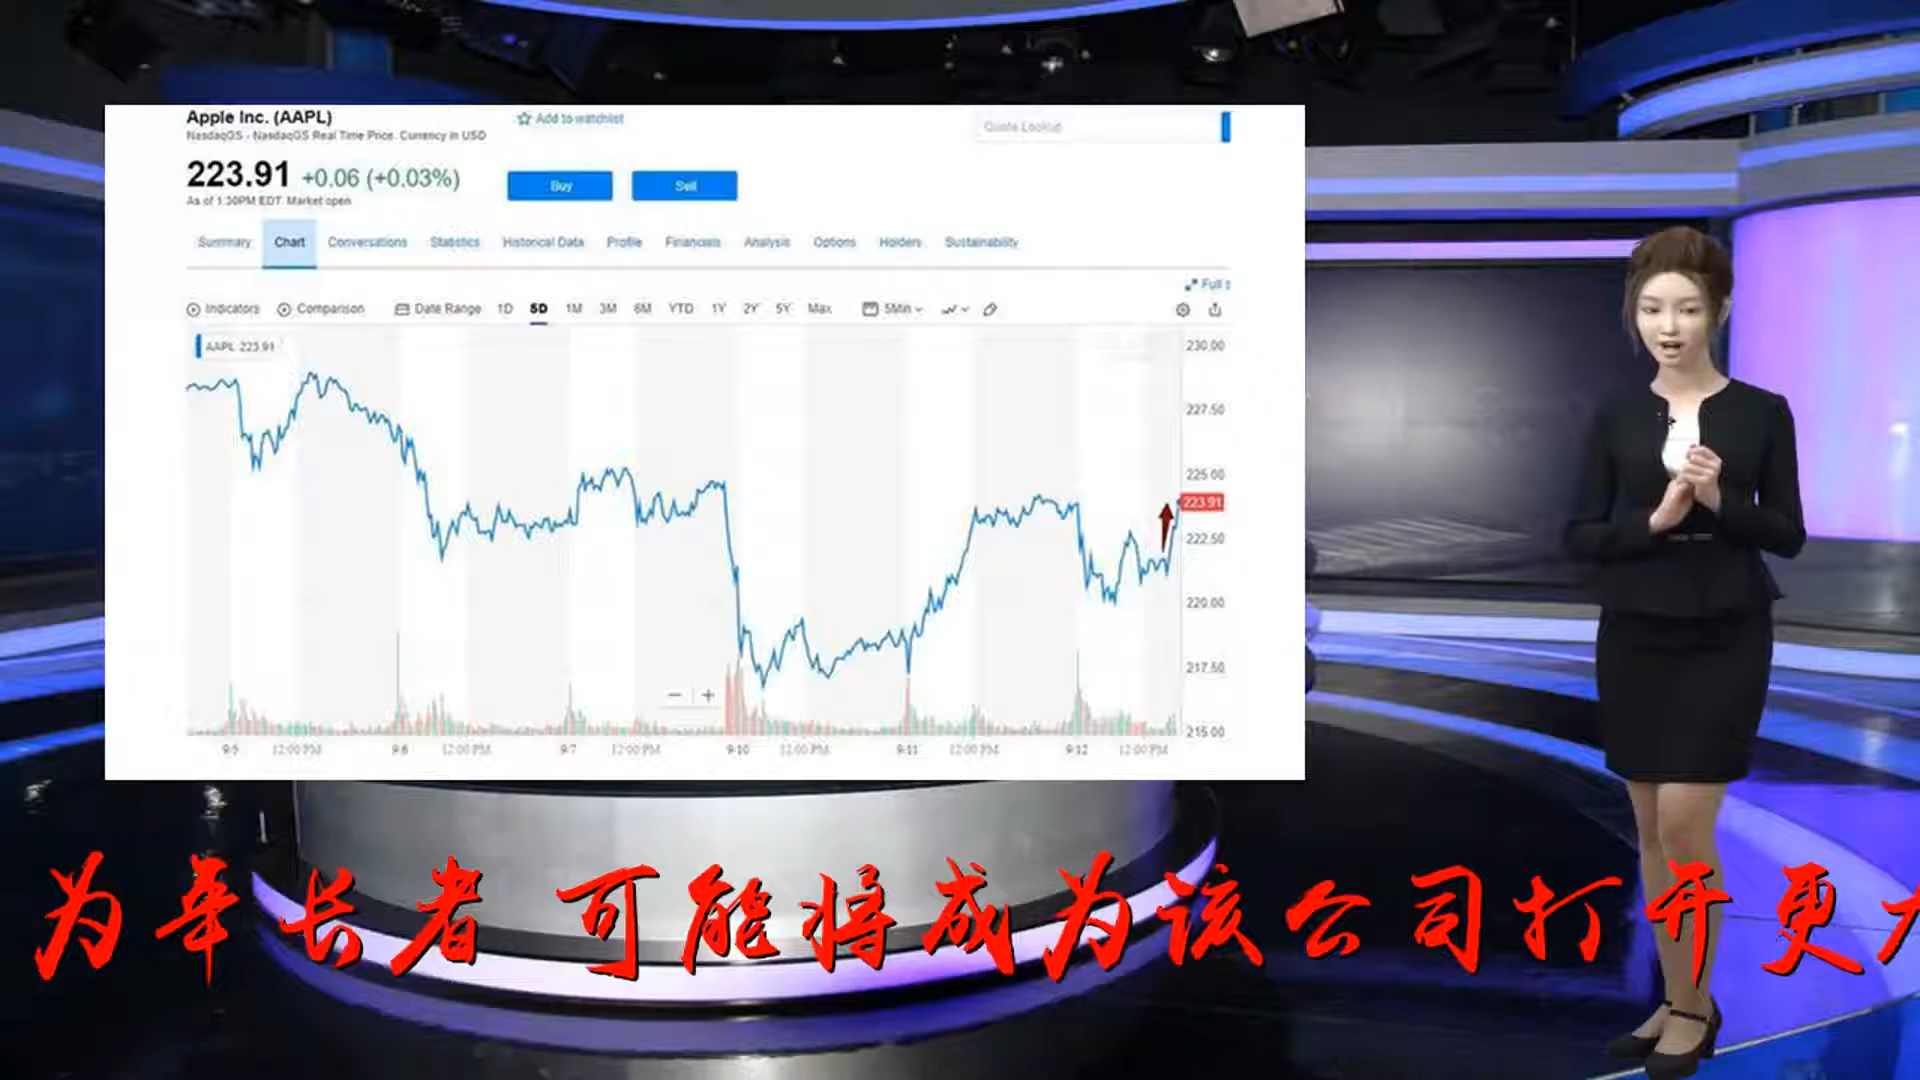 Apple Inc. (AAPL)
Add to watchlist
Quote Lookup
NasdaqGS - NasdaqGS Real Time Price. Currency in USD
223.91 +0.06 (+0.03%)
Buy
Sell
As of 1:30PM EDT. Market open
Summary Chart Conversations Statistics Historical Data Profile Financials Analysis Options Holders Sustainability
Full
Indicators Comparison Date Range 1D 5D 1M 3M 6M YTD 1Y 2Y 5Y Max 5Min
AAPL 223.91
230.00
227.50
225.00
223.91
222.50
220.00
217.50
215.00
9/5 12:00 PM 9/6 12:00 PM 9/7 12:00 PM 9/10 12:00 PM 9/11 12:00 PM 9/12 12:00 PM
为年长者 可能将成为该公司打开更